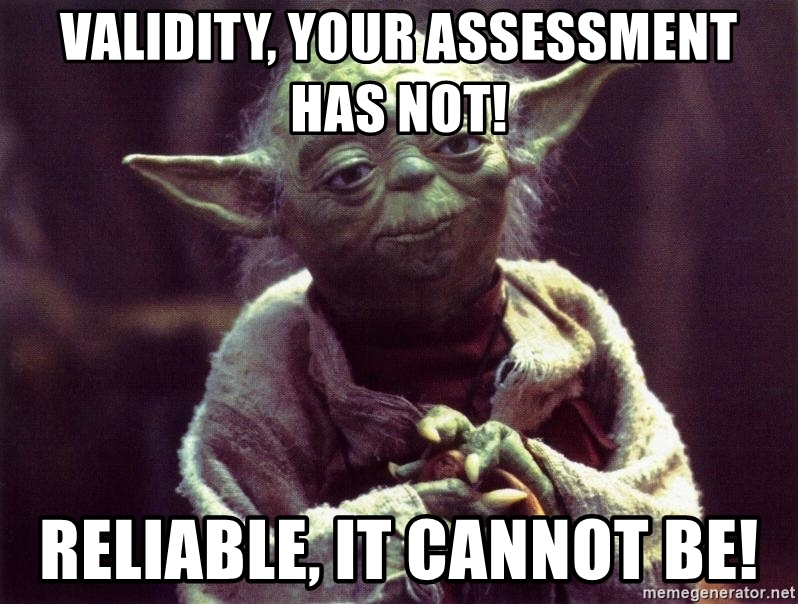 VALIDITY, YOUR ASSESSMENT
HAS NOT!
RELIABLE, IT CANNOT BE!
memegenerator.net